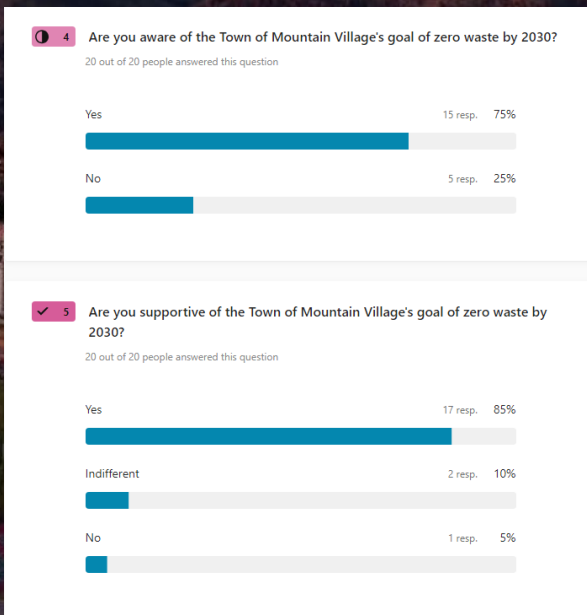 4 Are you aware of the Town of Mountain Village's goal of zero waste by 2030?
20 out of 20 people answered this question
Yes 15 resp. 75%
No 5 resp. 25%
5 Are you supportive of the Town of Mountain Village's goal of zero waste by
2030?
20 out of 20 people answered this question
Yes 17 resp. 85%
Indifferent 2 resp. 10%
No 1 resp. 5%